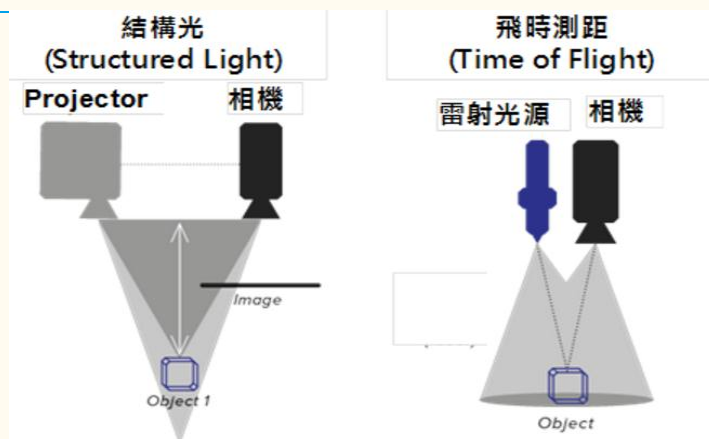 結構光
(Structured Light)
Projector
相機
Image
Object 1
飛時測距
(Time of Flight)
雷射光源
相機
Object